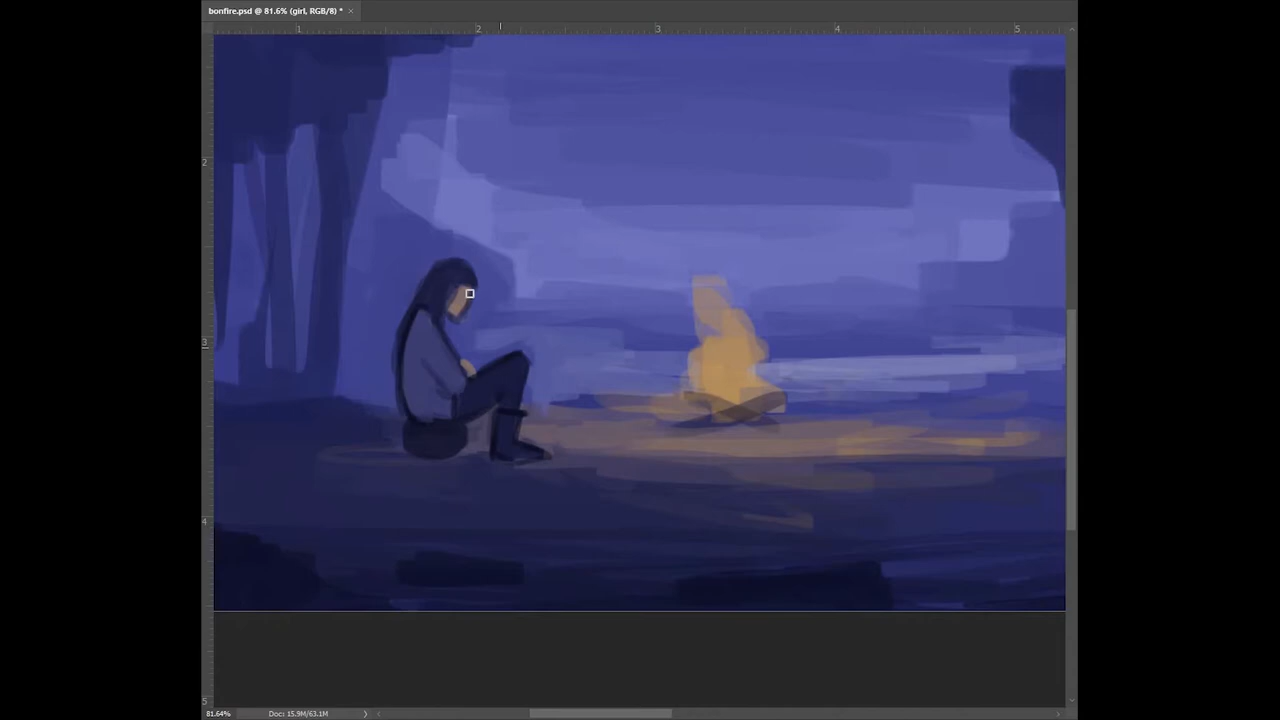 bonfire.psd @ 81.6% (girl, RGB/8) *
1 2 3 4 5
2
3
4
5
81.64% Doc: 15.9M/63.1M